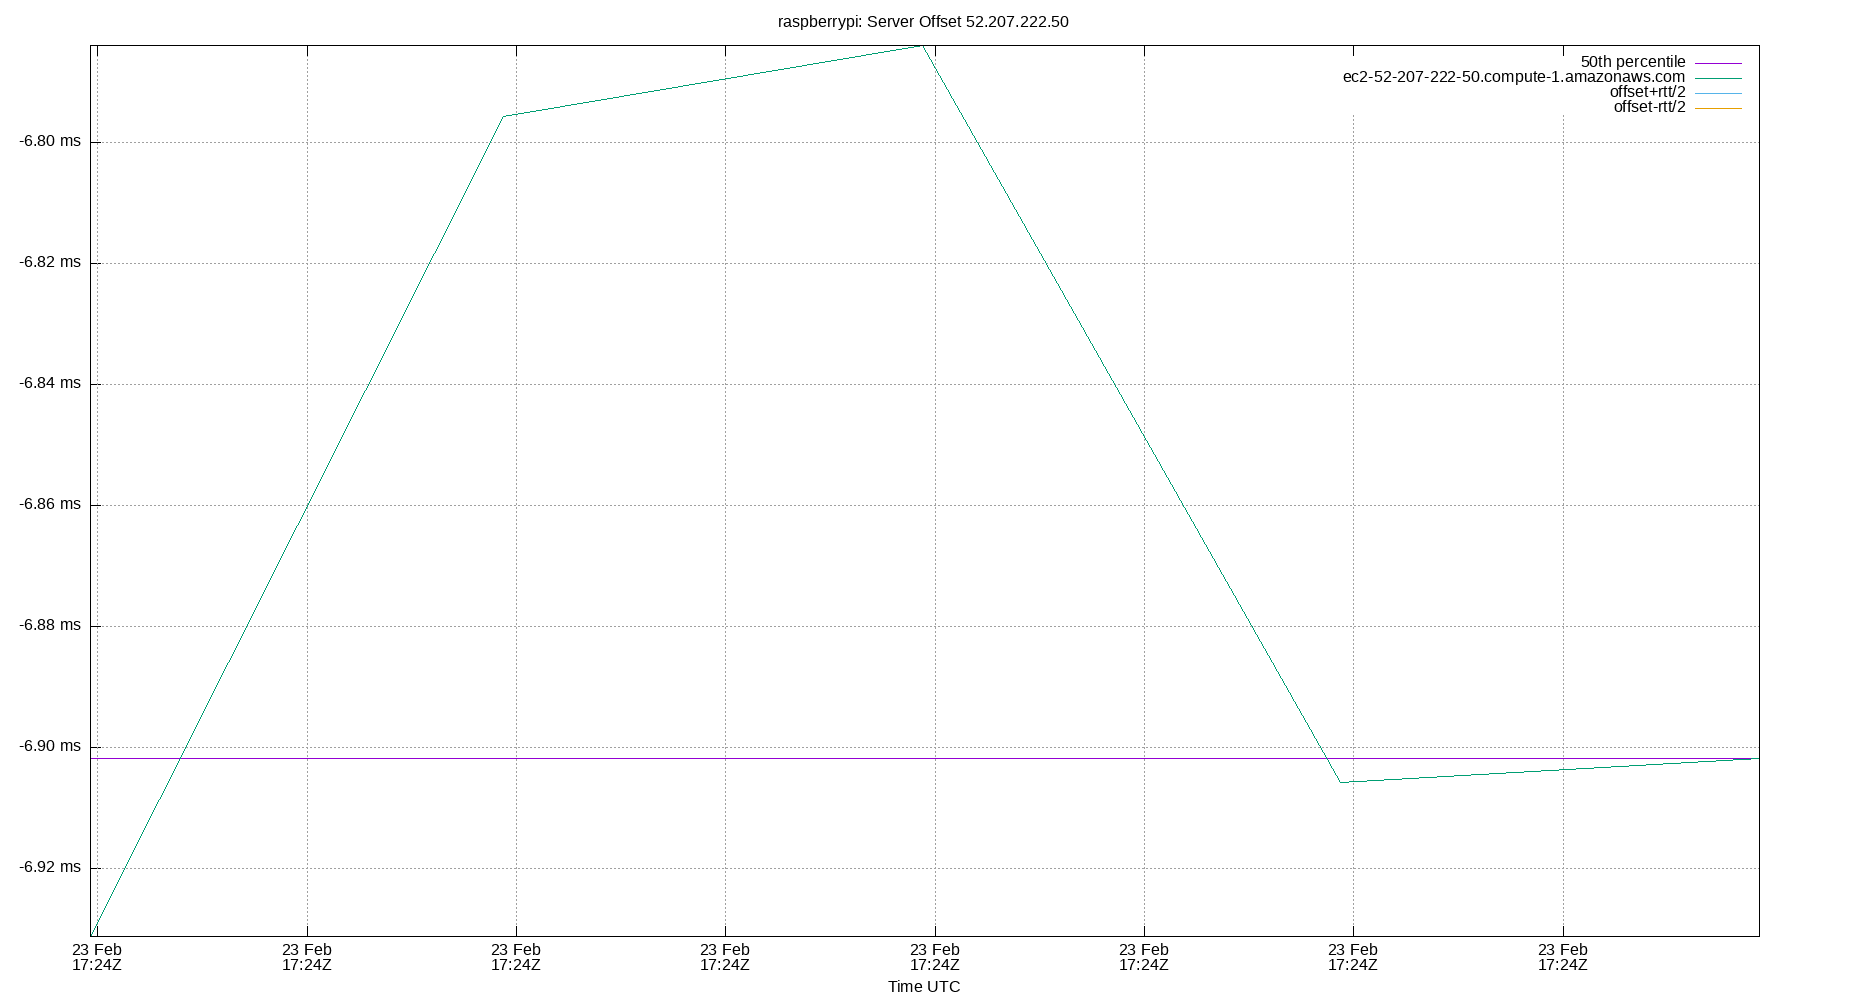 raspberrypi: Server Offset 52.207.222.50
50th percentile
ec2-52-207-222-50.compute-1.amazonaws.com
offset+rtt/2
offset-rtt/2
-6.80 ms
-6.82 ms
-6.84 ms
-6.86 ms
-6.88 ms
-6.90 ms
-6.92 ms
23 Feb 23 Feb 23 Feb 23 Feb 23 Feb 23 Feb 23 Feb 23 Feb
17:24Z 17:24Z 17:24Z 17:24Z 17:24Z 17:24Z 17:24Z 17:24Z
Time UTC